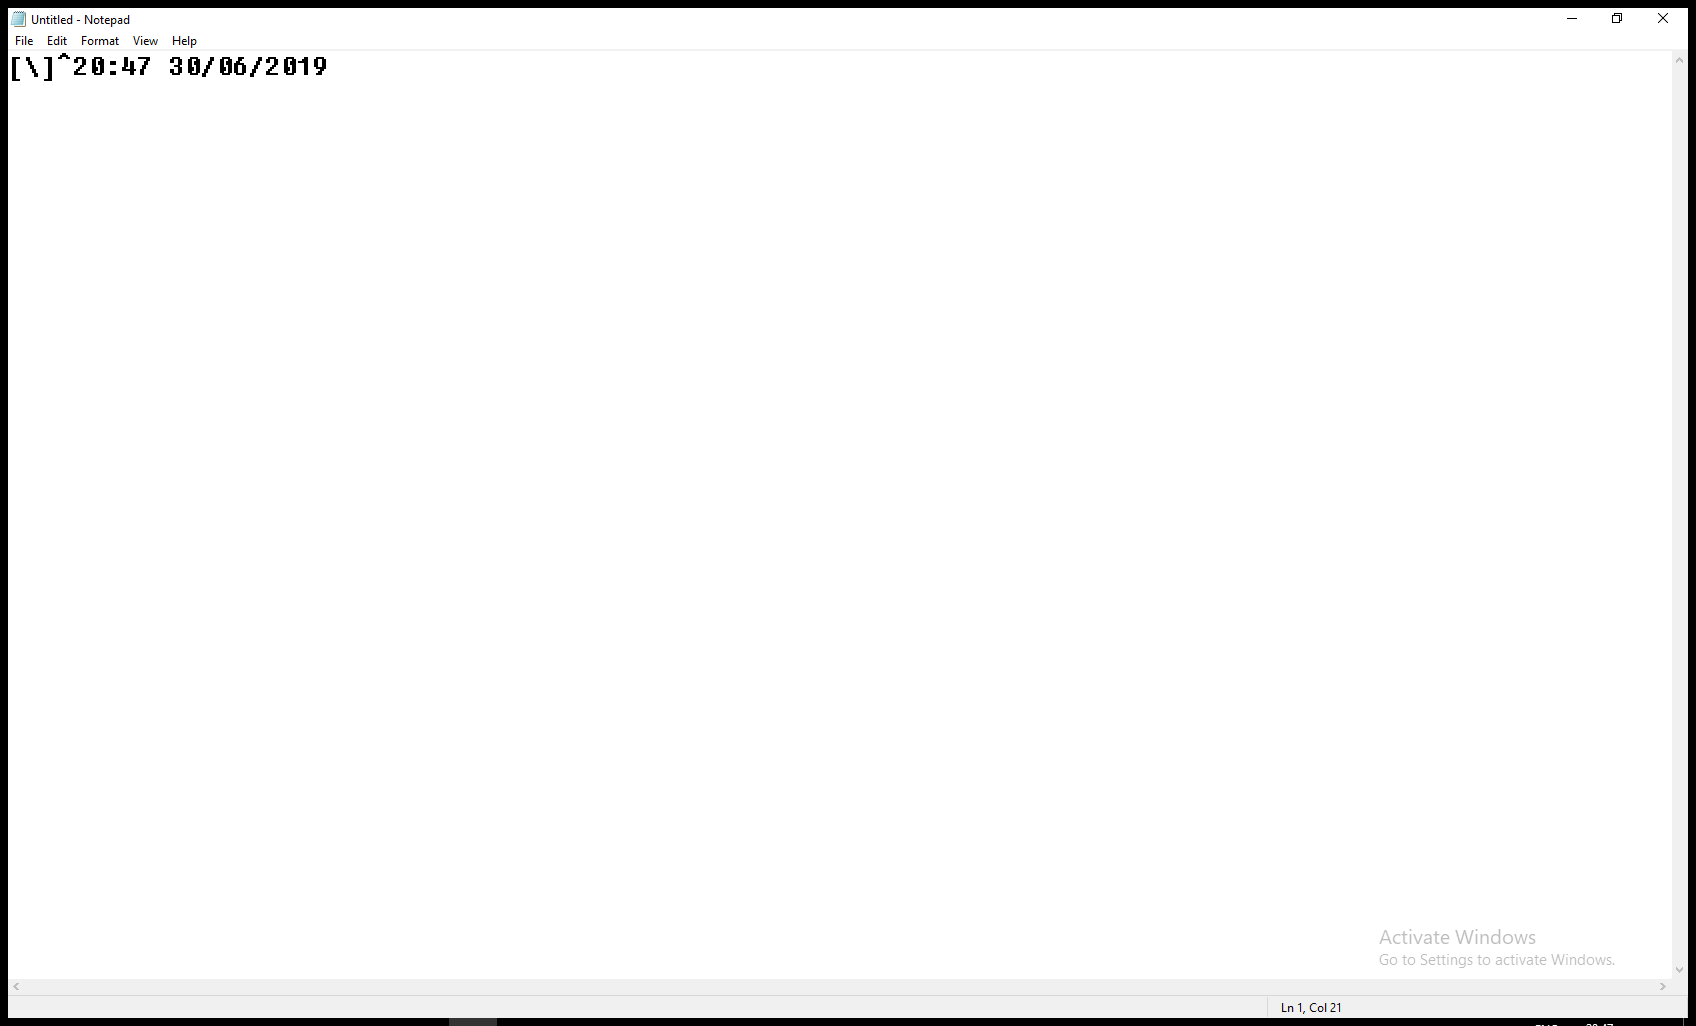 Untitled - Notepad
File Edit Format View Help
[\]^20:47 30/06/2019
Activate Windows
Go to Settings to activate Windows.
Ln 1, Col 21